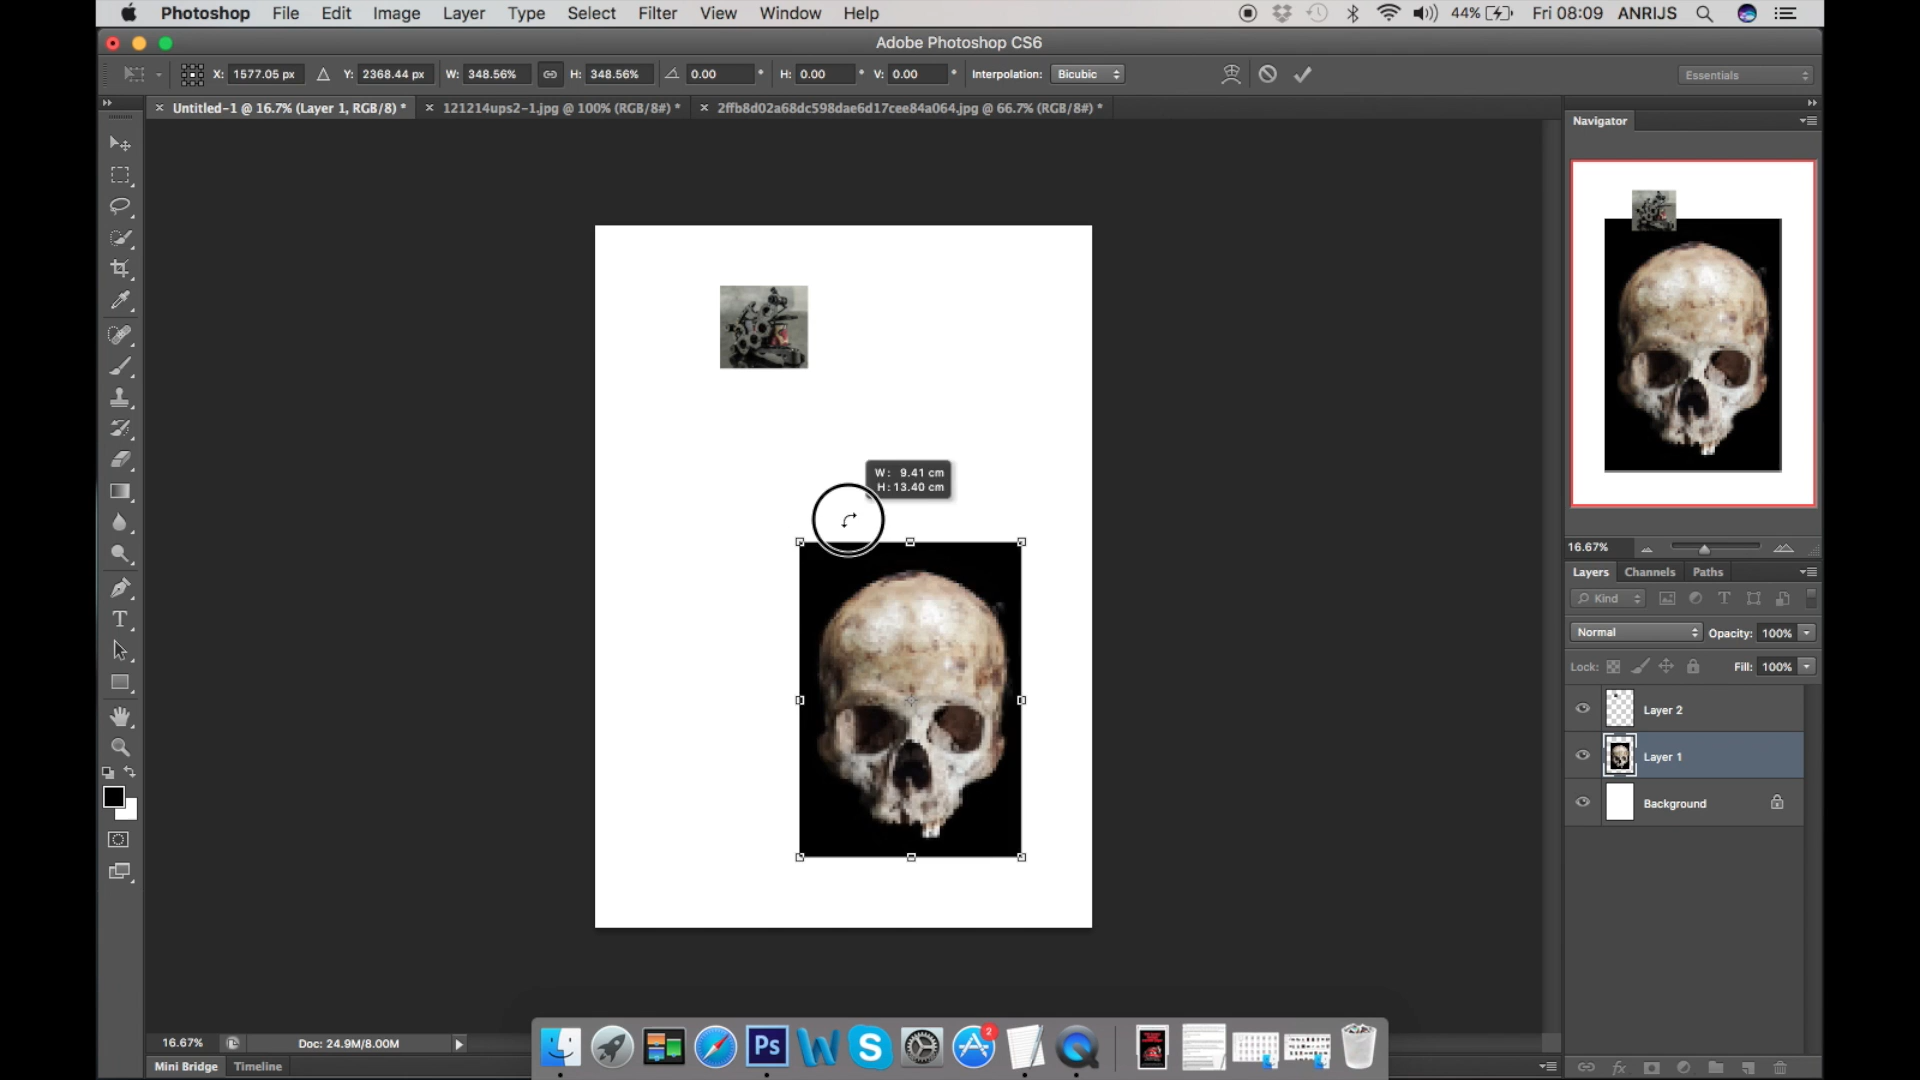 Photoshop File Edit Image Layer Type Select Filter View Window Help 44% Fri 08:09 ANRIJS
Adobe Photoshop CS6
X: 1577.05 px Y: 2368.44 px W: 348.56% H: 348.56% 0.00 ° H: 0.00 ° V: 0.00 ° Interpolation: Bicubic Essentials
Untitled-1 @ 16.7% (Layer 1, RGB/8) * 121214ups2-1.jpg @ 100% (RGB/8#) * 2ffb8d02a68dc598dae6d17cee84a064.jpg @ 66.7% (RGB/8#) *
Navigator
W: 9.41 cm
H: 13.40 cm
16.67%
Layers Channels Paths
Kind
Normal Opacity: 100%
Lock: Fill: 100%
Layer 2
Layer 1
Background
16.67% Doc: 24.9M/8.00M
Ps W S 2
Mini Bridge Timeline
fx